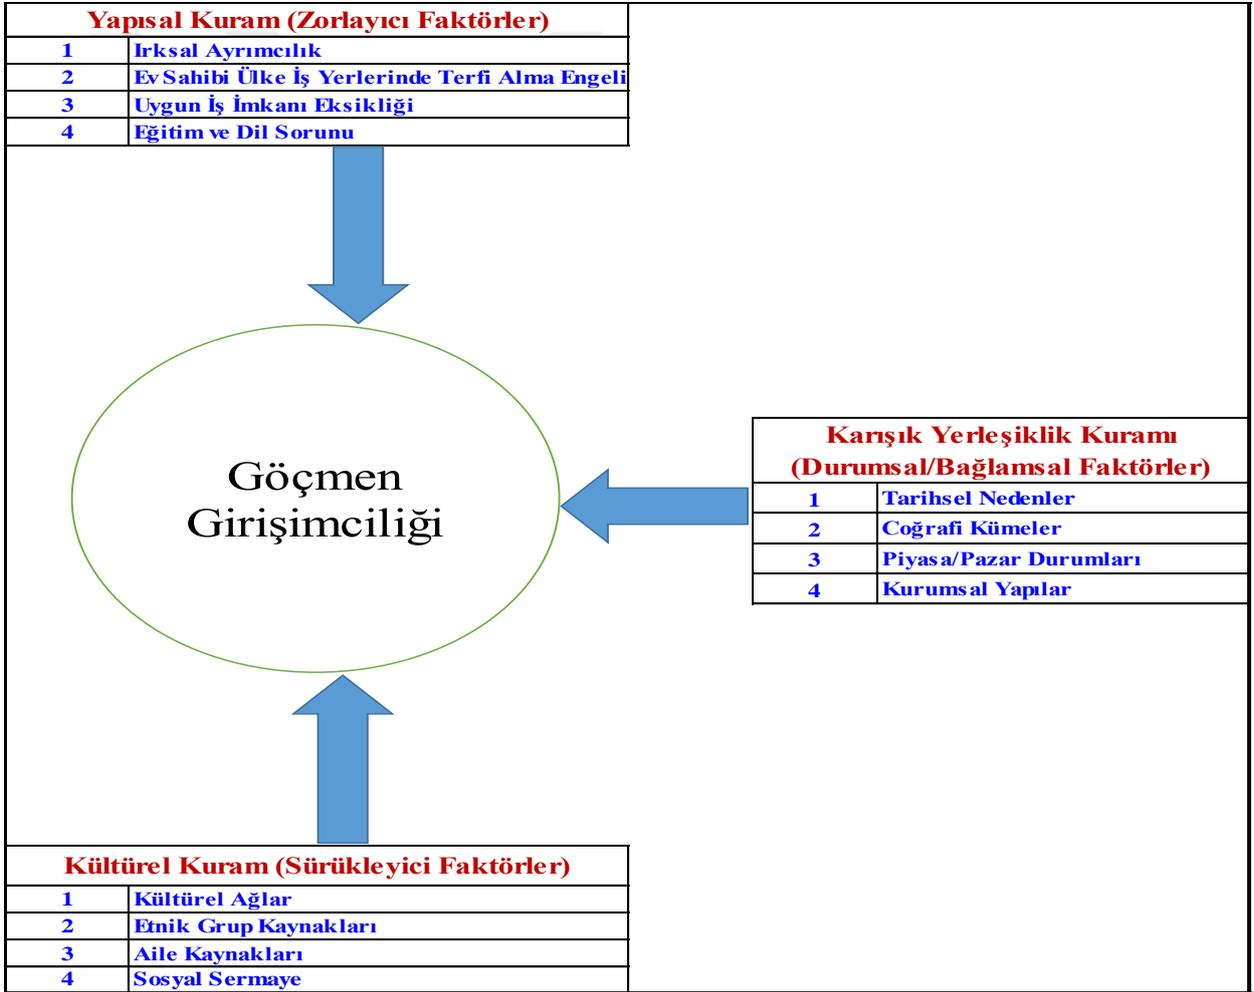 Yapısal Kuram (Zorlayıcı Faktörler)
1 Irksal Ayrımcılık
2 Ev Sahibi Ülke İş Yerlerinde Terfi Alma Engeli
3 Uygun İş İmkanı Eksikliği
4 Eğitim ve Dil Sorunu
Göçmen
Girişimciliği
Karışık Yerleşiklik Kuramı
(Durumsal/Bağlamsal Faktörler)
1 Tarihsel Nedenler
2 Coğrafi Kümeler
3 Piyasa/Pazar Durumları
4 Kurumsal Yapılar
Kültürel Kuram (Sürükleyici Faktörler)
1 Kültürel Ağlar
2 Etnik Grup Kaynakları
3 Aile Kaynakları
4 Sosyal Sermaye